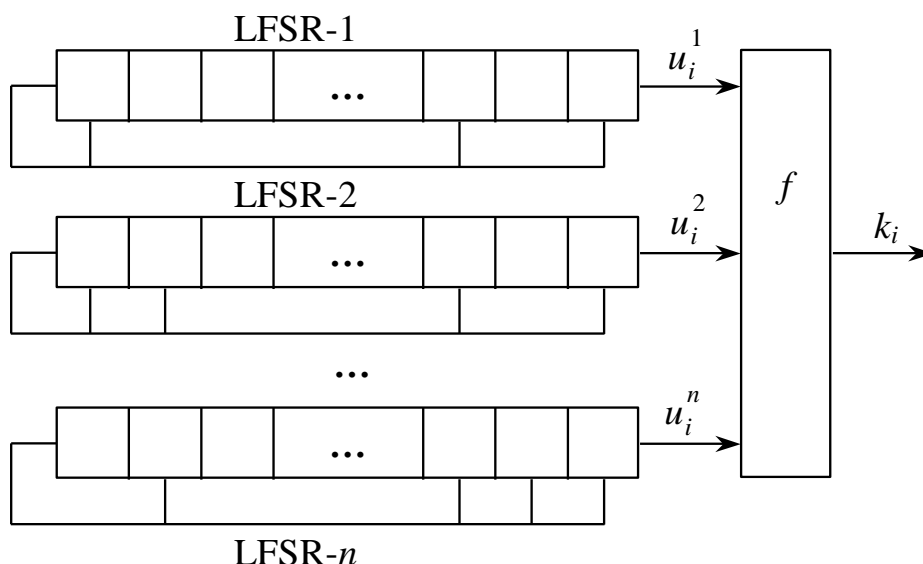 LFSR-1
...
u_i^1
LFSR-2
...
u_i^2
f
k_i
...
...
u_i^n
LFSR-n